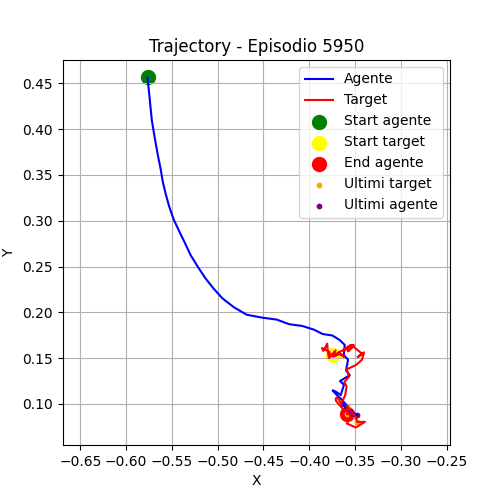 Trajectory - Episodio 5950
Agente
Target
Start agente
Start target
End agente
Ultimi target
Ultimi agente
Y
0.45
0.40
0.35
0.30
0.25
0.20
0.15
0.10
−0.65 −0.60 −0.55 −0.50 −0.45 −0.40 −0.35 −0.30 −0.25
X